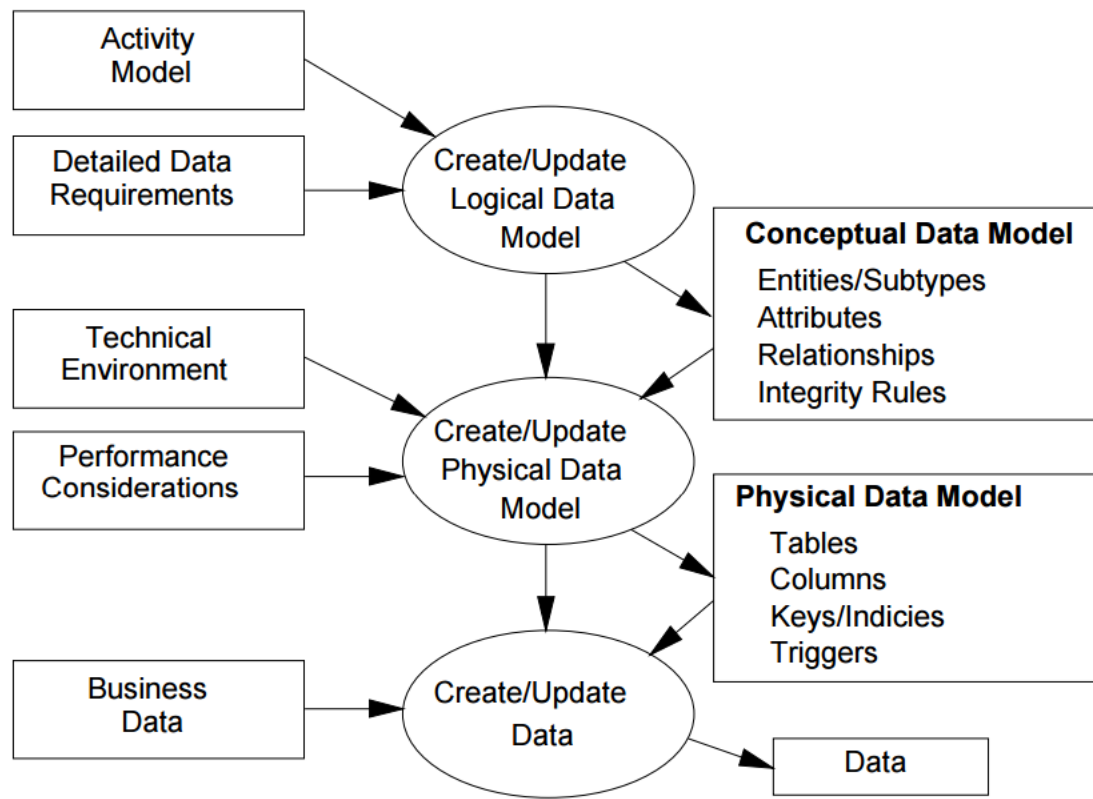 Activity
Model
Detailed Data
Requirements
Create/Update
Logical Data
Model
Conceptual Data Model
Entities/Subtypes
Attributes
Relationships
Integrity Rules
Technical
Environment
Performance
Considerations
Create/Update
Physical Data
Model
Physical Data Model
Tables
Columns
Keys/Indicies
Triggers
Business
Data
Create/Update
Data
Data